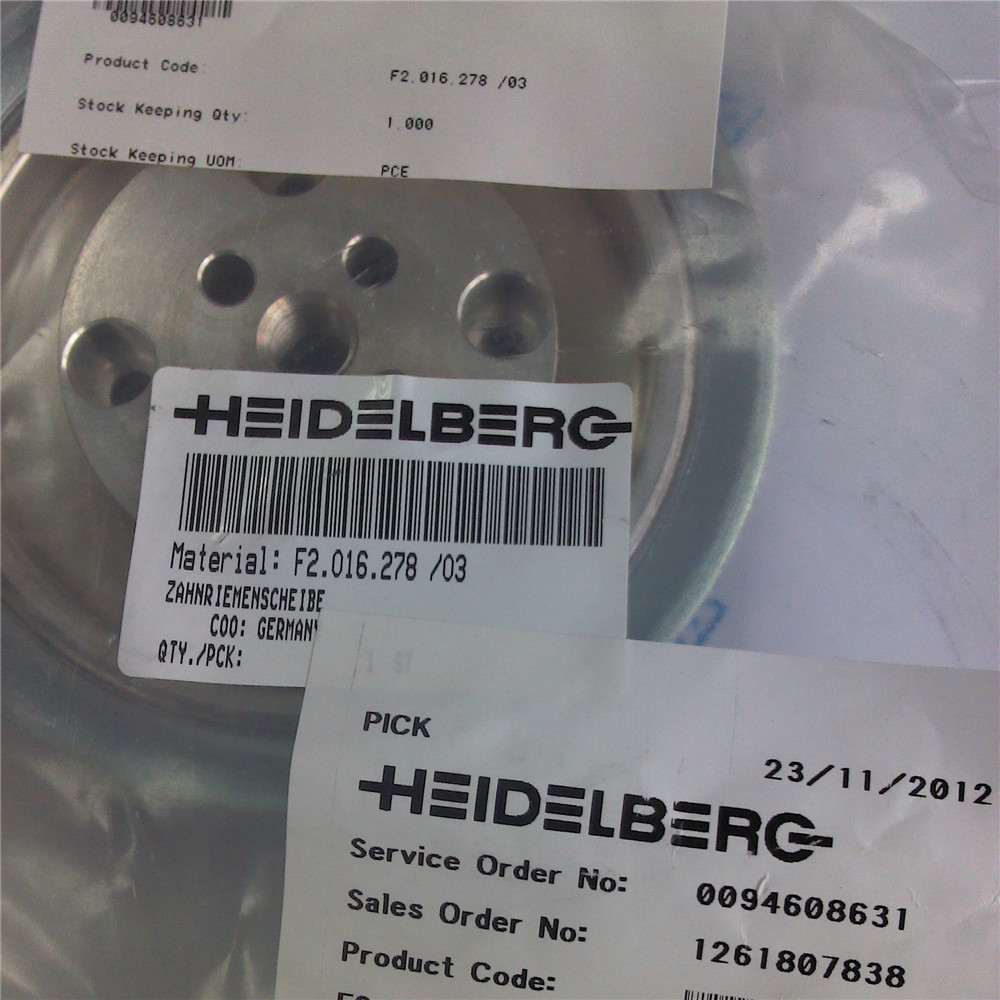 0094608631
Product Code: F2.016.278 /03
Stock Keeping Qty: 1.000
Stock Keeping UOM: PCE
HEIDELBERG
Material: F2.016.278 /03
ZAHNRIEMENSCHEIBE
COO: GERMANY
QTY./PCK:
1 ST
PICK
23/11/2012
HEIDELBERG
Service Order No: 0094608631
Sales Order No: 1261807838
Product Code: